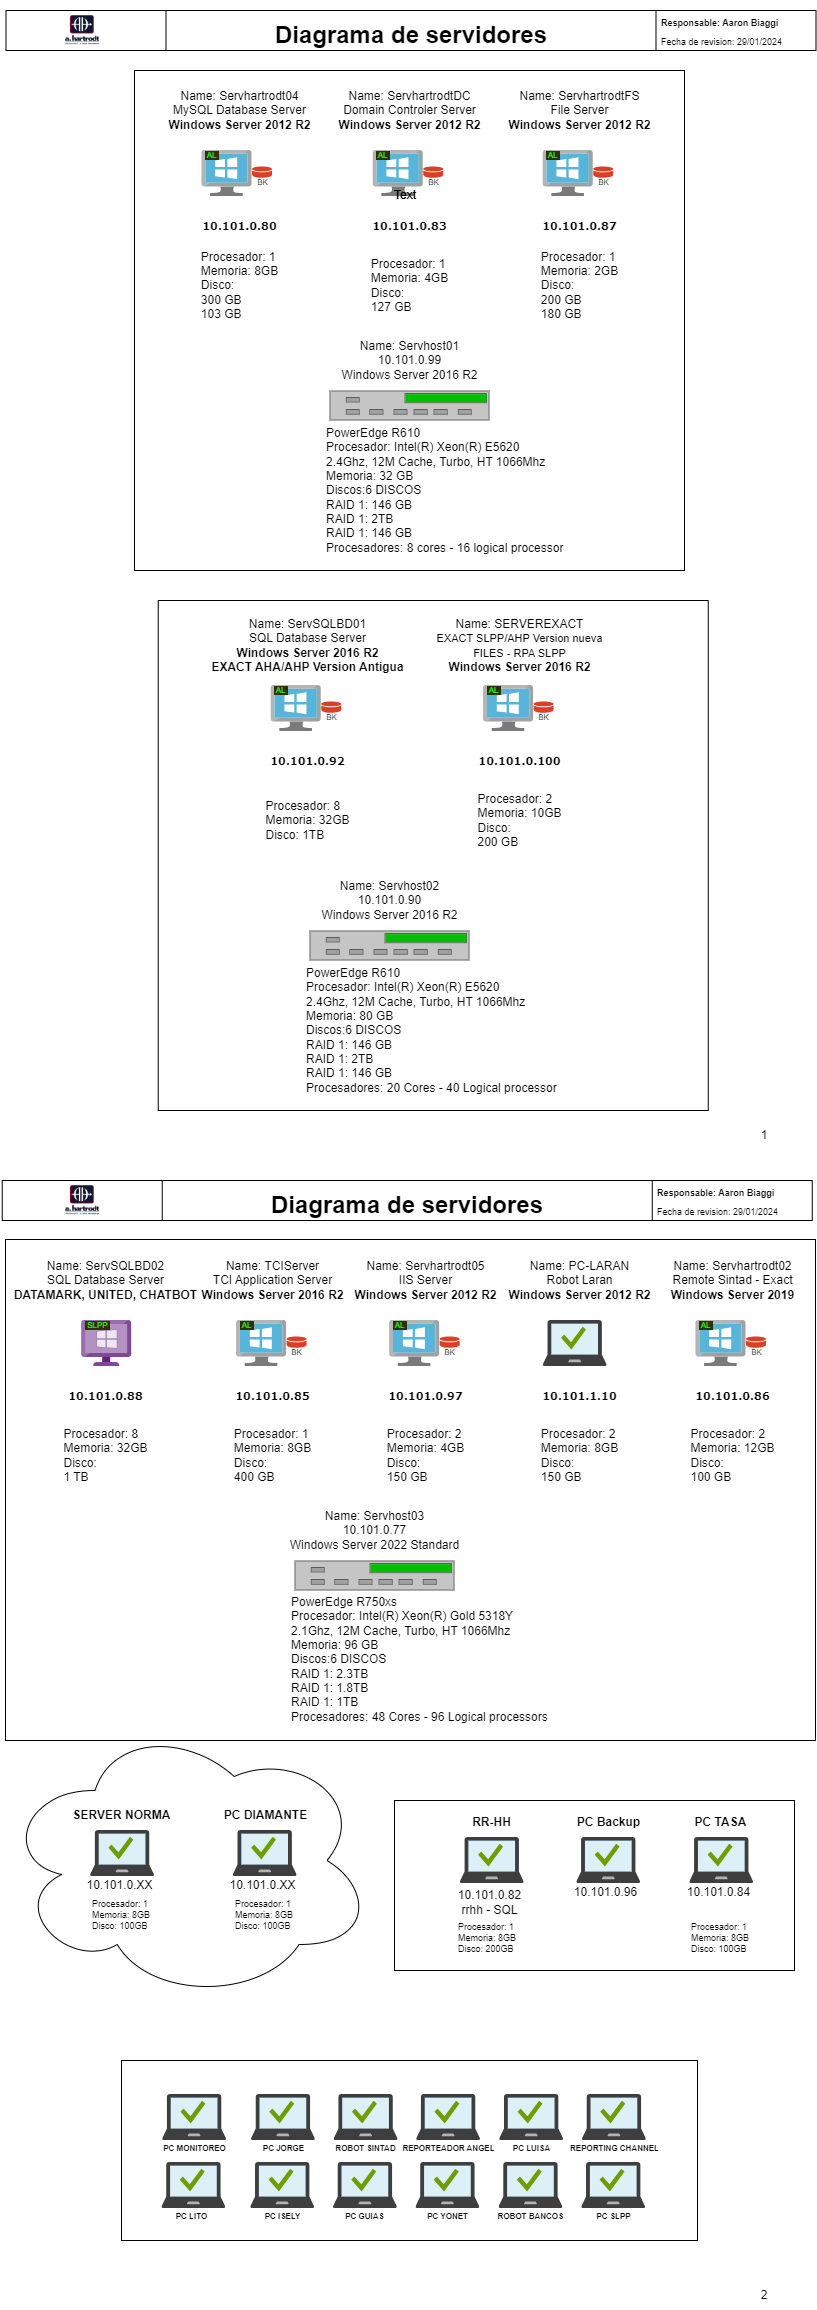 a.hartrodt
Diagrama de servidores
Responsable: Aaron Biaggi
Fecha de revision: 29/01/2024
Name: Servhartrodt04
MySQL Database Server
Windows Server 2012 R2
AL
BK
10.101.0.80
Procesador: 1
Memoria: 8GB
Disco:
300 GB
103 GB
Name: ServhartrodtDC
Domain Controler Server
Windows Server 2012 R2
AL
BK
Text
10.101.0.83
Procesador: 1
Memoria: 4GB
Disco:
127 GB
Name: ServhartrodtFS
File Server
Windows Server 2012 R2
AL
BK
10.101.0.87
Procesador: 1
Memoria: 2GB
Disco:
200 GB
180 GB
Name: Servhost01
10.101.0.99
Windows Server 2016 R2
PowerEdge R610
Procesador: Intel(R) Xeon(R) E5620
2.4Ghz, 12M Cache, Turbo, HT 1066Mhz
Memoria: 32 GB
Discos:6 DISCOS
RAID 1: 146 GB
RAID 1: 2TB
RAID 1: 146 GB
Procesadores: 8 cores - 16 logical processor
Name: ServSQLBD01
SQL Database Server
Windows Server 2016 R2
EXACT AHA/AHP Version Antigua
AL
BK
10.101.0.92
Procesador: 8
Memoria: 32GB
Disco: 1TB
Name: SERVEREXACT
EXACT SLPP/AHP Version nueva
FILES - RPA SLPP
Windows Server 2016 R2
AL
BK
10.101.0.100
Procesador: 2
Memoria: 10GB
Disco:
200 GB
Name: Servhost02
10.101.0.90
Windows Server 2016 R2
PowerEdge R610
Procesador: Intel(R) Xeon(R) E5620
2.4Ghz, 12M Cache, Turbo, HT 1066Mhz
Memoria: 80 GB
Discos:6 DISCOS
RAID 1: 146 GB
RAID 1: 2TB
RAID 1: 146 GB
Procesadores: 20 Cores - 40 Logical processor
1
a.hartrodt
Diagrama de servidores
Responsable: Aaron Biaggi
Fecha de revision: 29/01/2024
Name: ServSQLBD02
SQL Database Server
DATAMARK, UNITED, CHATBOT
SLPP
10.101.0.88
Procesador: 8
Memoria: 32GB
Disco:
1 TB
Name: TCIServer
TCI Application Server
Windows Server 2016 R2
AL
BK
10.101.0.85
Procesador: 1
Memoria: 8GB
Disco:
400 GB
Name: Servhartrodt05
IIS Server
Windows Server 2012 R2
AL
BK
10.101.0.97
Procesador: 2
Memoria: 4GB
Disco:
150 GB
Name: PC-LARAN
Robot Laran
Windows Server 2012 R2
10.101.1.10
Procesador: 2
Memoria: 8GB
Disco:
150 GB
Name: Servhartrodt02
Remote Sintad - Exact
Windows Server 2019
AL
BK
10.101.0.86
Procesador: 2
Memoria: 12GB
Disco:
100 GB
Name: Servhost03
10.101.0.77
Windows Server 2022 Standard
PowerEdge R750xs
Procesador: Intel(R) Xeon(R) Gold 5318Y
2.1Ghz, 12M Cache, Turbo, HT 1066Mhz
Memoria: 96 GB
Discos:6 DISCOS
RAID 1: 2.3TB
RAID 1: 1.8TB
RAID 1: 1TB
Procesadores: 48 Cores - 96 Logical processors
SERVER NORMA
10.101.0.XX
Procesador: 1
Memoria: 8GB
Disco: 100GB
PC DIAMANTE
10.101.0.XX
Procesador: 1
Memoria: 8GB
Disco: 100GB
RR-HH
10.101.0.82
rrhh - SQL
Procesador: 1
Memoria: 8GB
Disco: 200GB
PC Backup
10.101.0.96
PC TASA
10.101.0.84
Procesador: 1
Memoria: 8GB
Disco: 100GB
PC MONITOREO
PC JORGE
ROBOT SINTAD
REPORTEADOR ANGEL
PC LUISA
REPORTING CHANNEL
PC LITO
PC ISELY
PC GUIAS
PC YONET
ROBOT BANCOS
PC SLPP
2